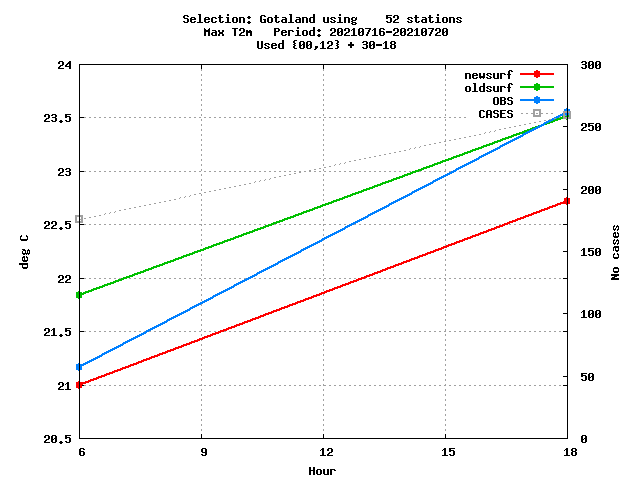 Selection: Gotaland using    52 stations
Max T2m   Period: 20210716-20210720
Used {00,12} + 30-18
newsurf
oldsurf
OBS
CASES
24
23.5
23
22.5
22
21.5
21
20.5
deg C
300
250
200
150
100
50
0
No cases
6 9 12 15 18
Hour